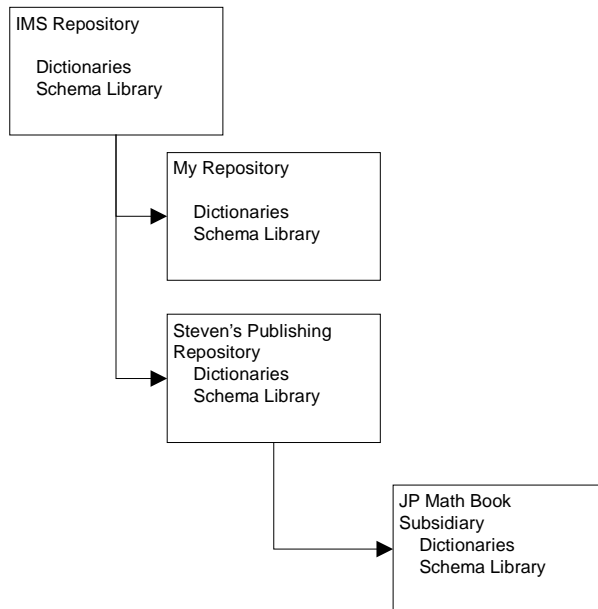 IMS Repository
Dictionaries
Schema Library
My Repository
Dictionaries
Schema Library
Steven's Publishing
Repository
Dictionaries
Schema Library
JP Math Book
Subsidiary
Dictionaries
Schema Library